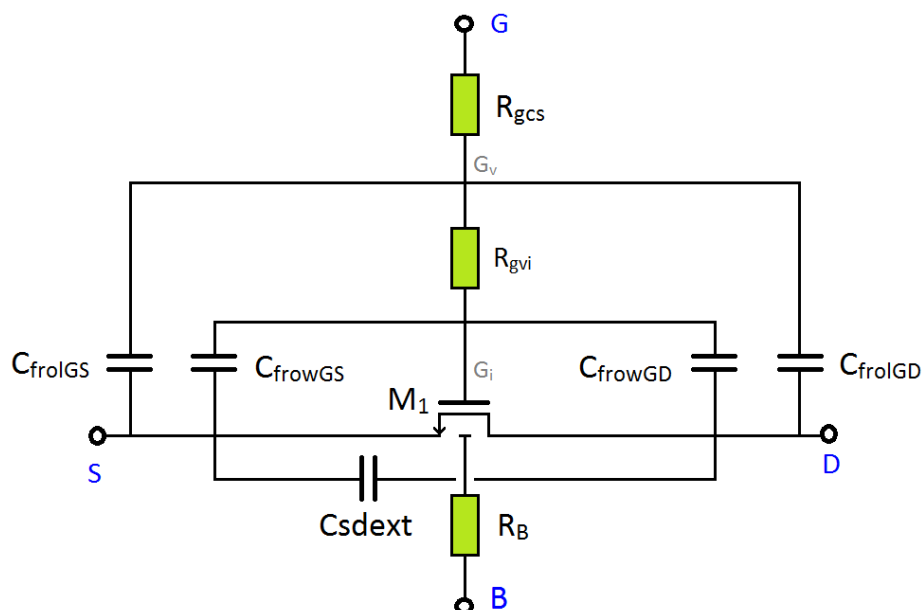 G
Rgcs
Gv
Rgvi
CfrolGS
CfrowGS
Gi
CfrowGD
CfrolGD
M1
S
D
Csdext
RB
B